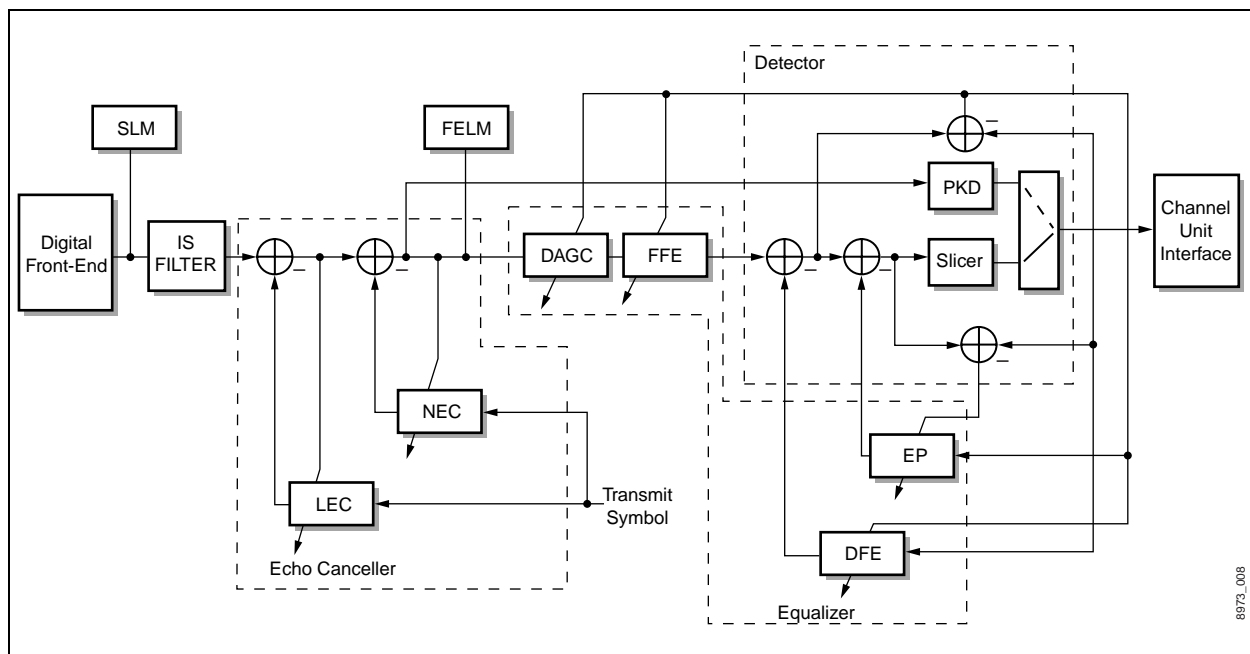 Detector
SLM
FELM
PKD
Digital
Front-End
IS
FILTER
DAGC
FFE
Slicer
Channel
Unit
Interface
NEC
EP
LEC
Transmit
Symbol
DFE
Echo Canceller
Equalizer
8973_008